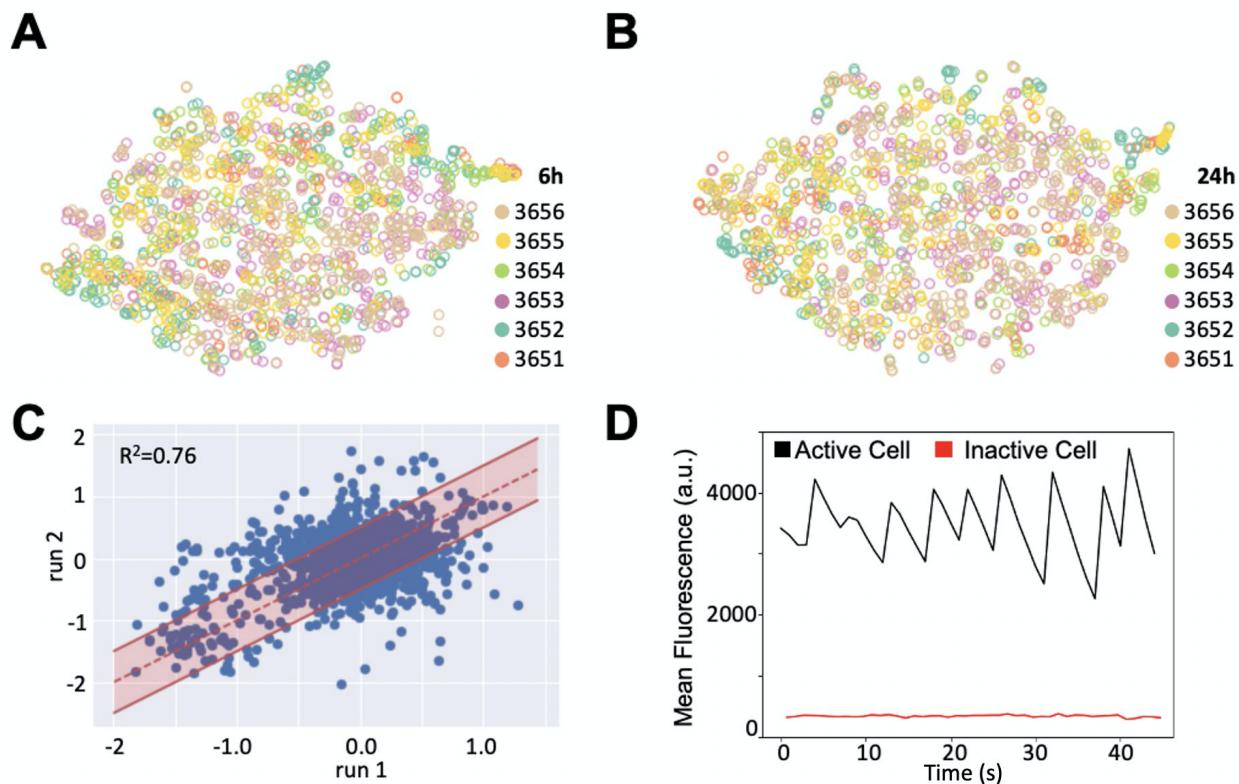 A
6h
3656
3655
3654
3653
3652
3651
B
24h
3656
3655
3654
3653
3652
3651
C
R²=0.76
2
1
0
-1
-2
run 2
-2
-1.0
0.0
1.0
run 1
D
Active Cell
Inactive Cell
Mean Fluorescence (a.u.)
4000
2000
0
0
10
20
30
40
Time (s)